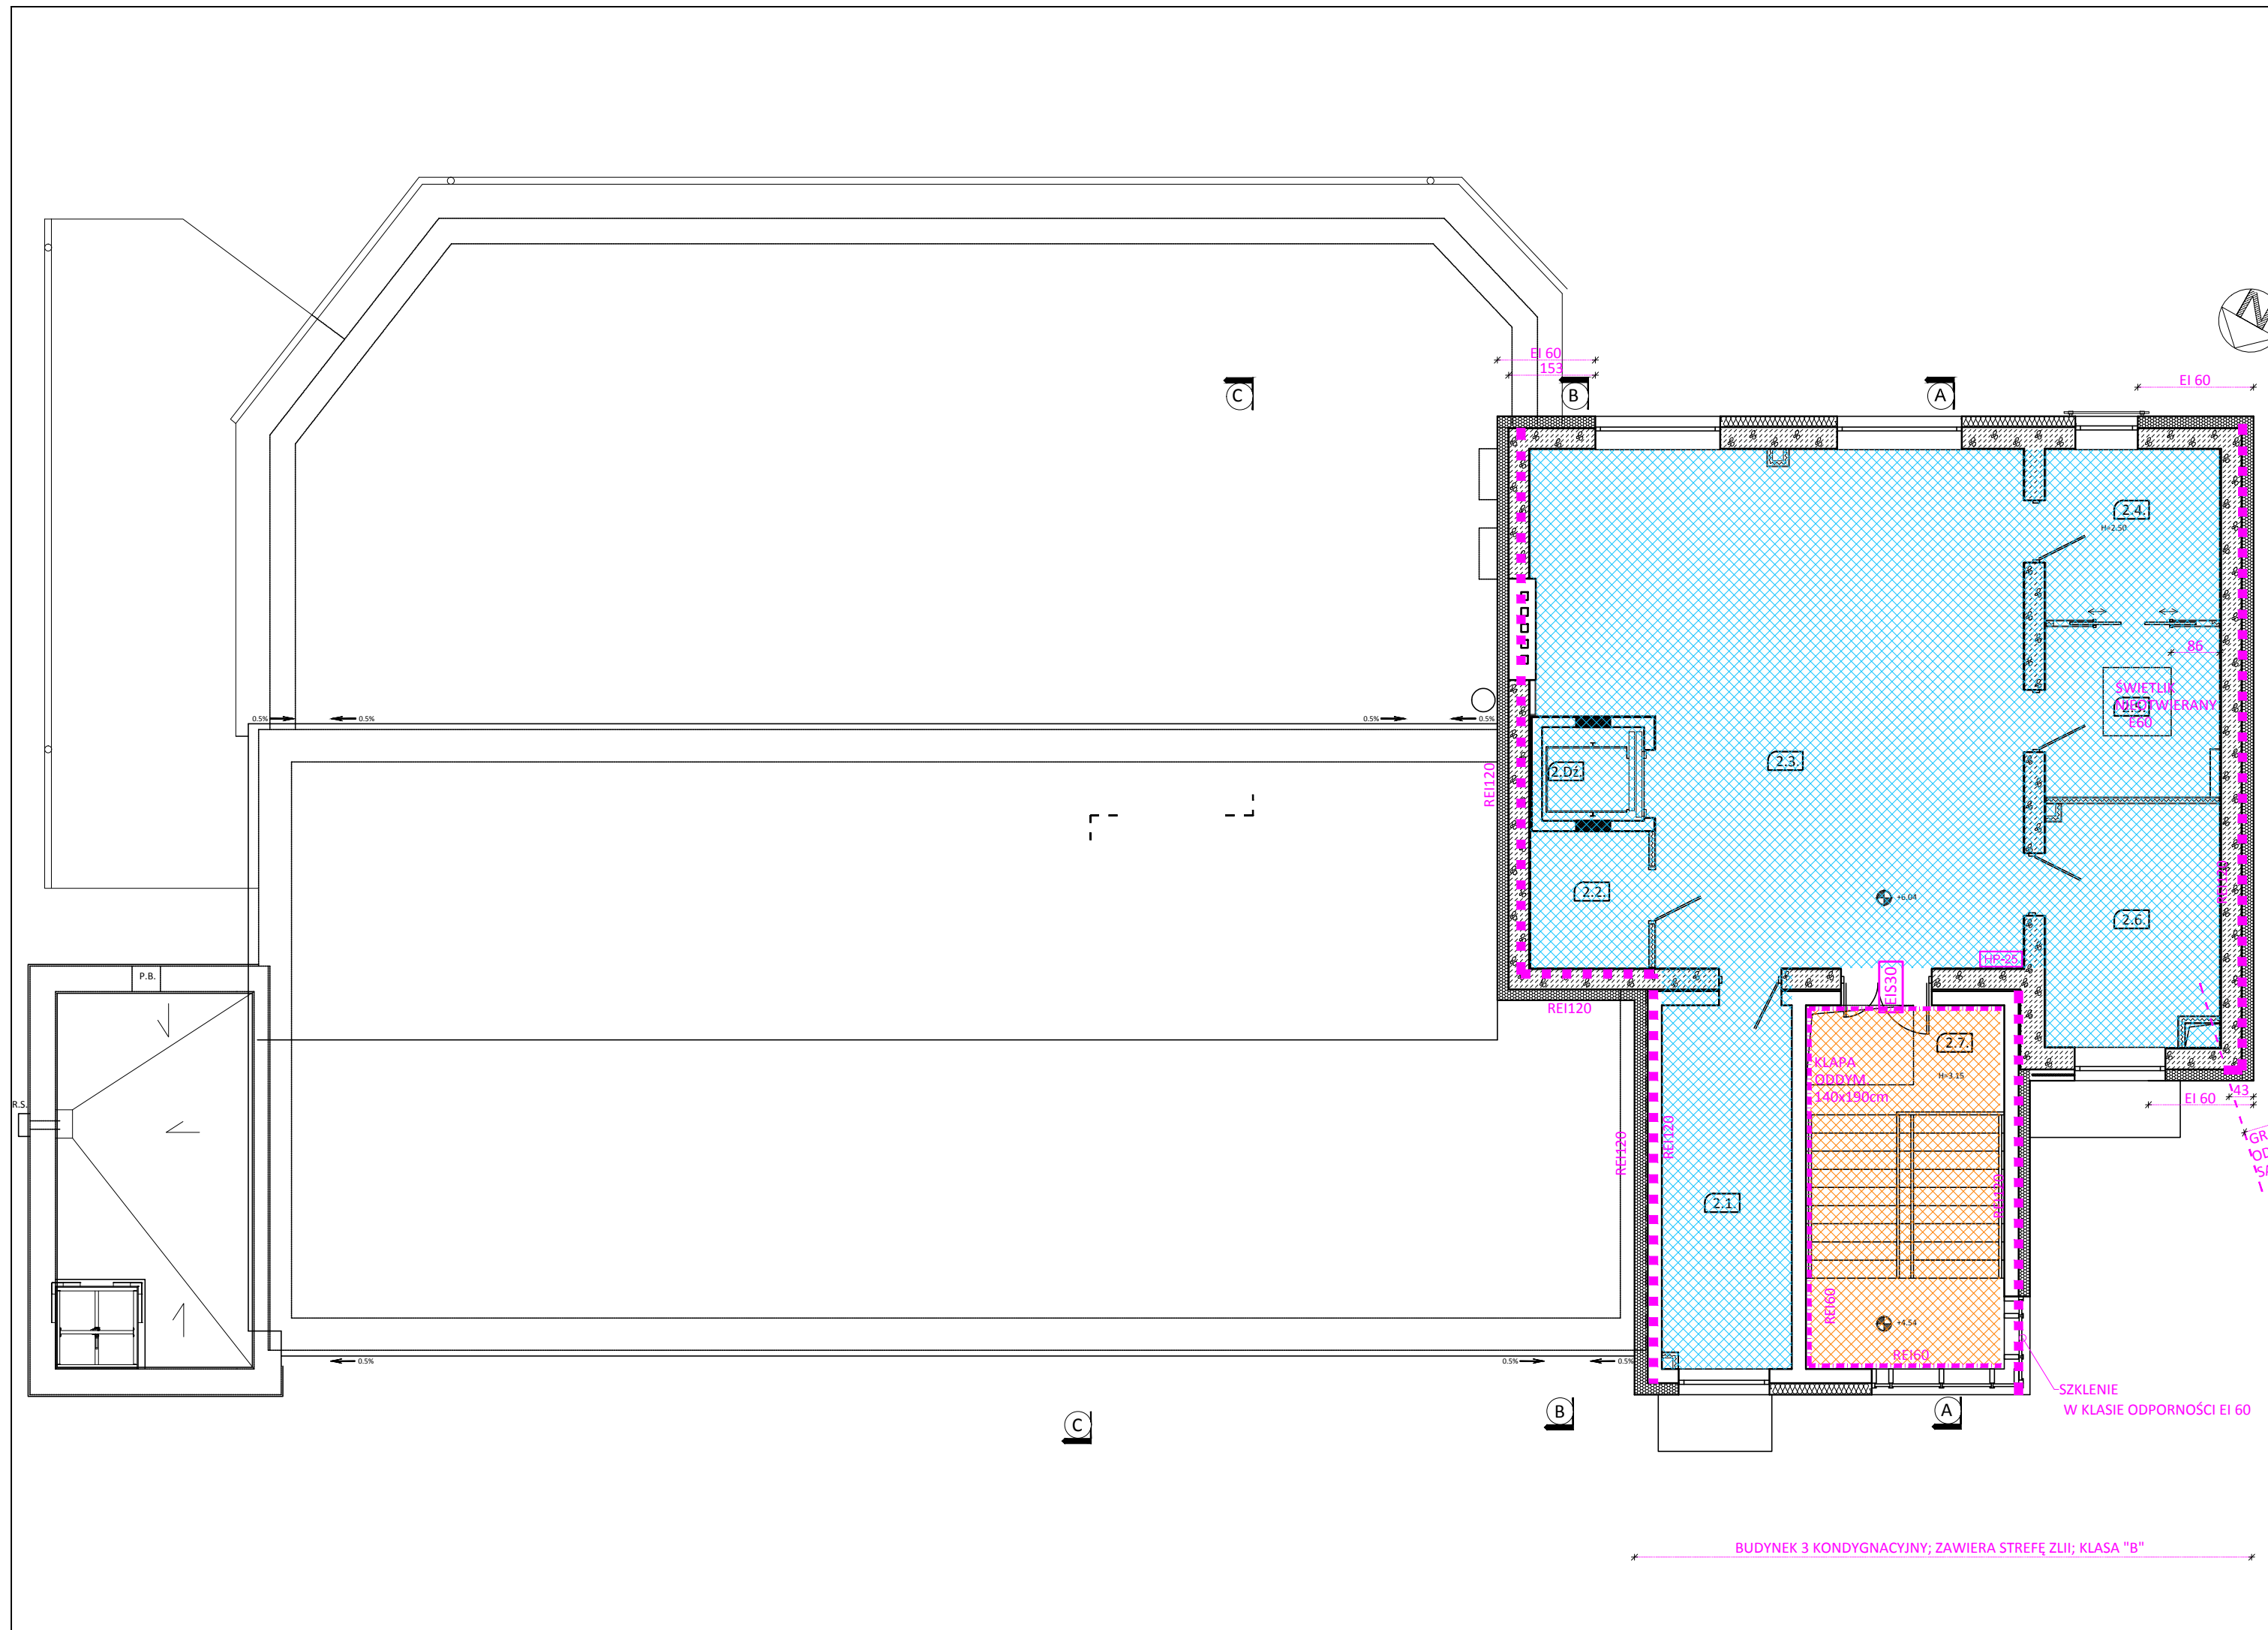 N
EI 60
153
EI 60
C
B
A
2.4.
H=2.50
86
ŚWIETLIK
NIEOTWIERANY
E60
2.5.
0.5%
0.5%
0.5%
0.5%
REI120
2.Dź.
2.3.
2.2.
+6.04
REI120
2.6.
HP-25
EIS30
P.B.
REI120
2.7.
H=3.15
KLAPA
ODDYM.
140x190cm
R.S.
43
EI 60
REI120
REI120
2.1.
REI120
REI60
+4.54
REI60
0.5%
0.5%
0.5%
SZKLENIE
W KLASIE ODPORNOŚCI EI 60
C
B
A
BUDYNEK 3 KONDYGNACYJNY; ZAWIERA STREFĘ ZLII; KLASA "B"